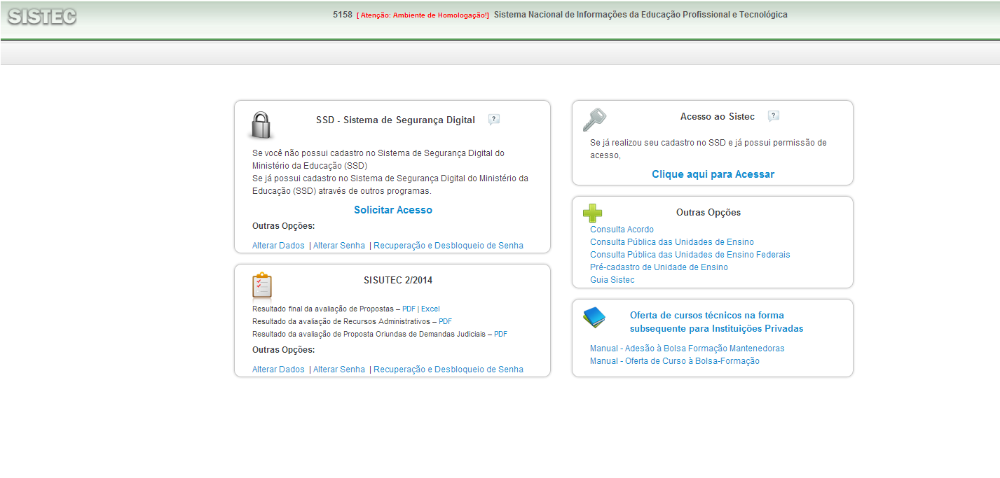 SISTEC
5158 [ Atenção: Ambiente de Homologação!] Sistema Nacional de Informações da Educação Profissional e Tecnológica
SSD - Sistema de Segurança Digital ?
Se você não possui cadastro no Sistema de Segurança Digital do
Ministério da Educação (SSD)
Se já possui cadastro no Sistema de Segurança Digital do Ministério da
Educação (SSD) através de outros programas.
Solicitar Acesso
Outras Opções:
Alterar Dados | Alterar Senha | Recuperação e Desbloqueio de Senha
SISUTEC 2/2014
Resultado final da avaliação de Propostas – PDF | Excel
Resultado da avaliação de Recursos Administrativos – PDF
Resultado da avaliação de Proposta Oriundas de Demandas Judiciais – PDF
Outras Opções:
Alterar Dados | Alterar Senha | Recuperação e Desbloqueio de Senha
Acesso ao Sistec ?
Se já realizou seu cadastro no SSD e já possui permissão de
acesso,
Clique aqui para Acessar
Outras Opções
Consulta Acordo
Consulta Pública das Unidades de Ensino
Consulta Pública das Unidades de Ensino Federais
Pré-cadastro de Unidade de Ensino
Guia Sistec
Oferta de cursos técnicos na forma
subsequente para Instituições Privadas
Manual - Adesão à Bolsa Formação Mantenedoras
Manual - Oferta de Curso à Bolsa-Formação